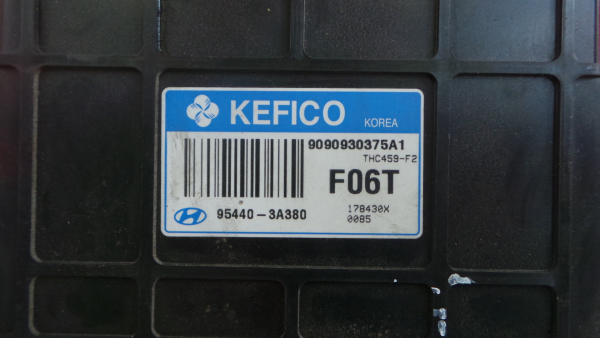 KEFICO KOREA
9090930375A1
THC459-F2
F06T
95440-3A380
178430X
0085